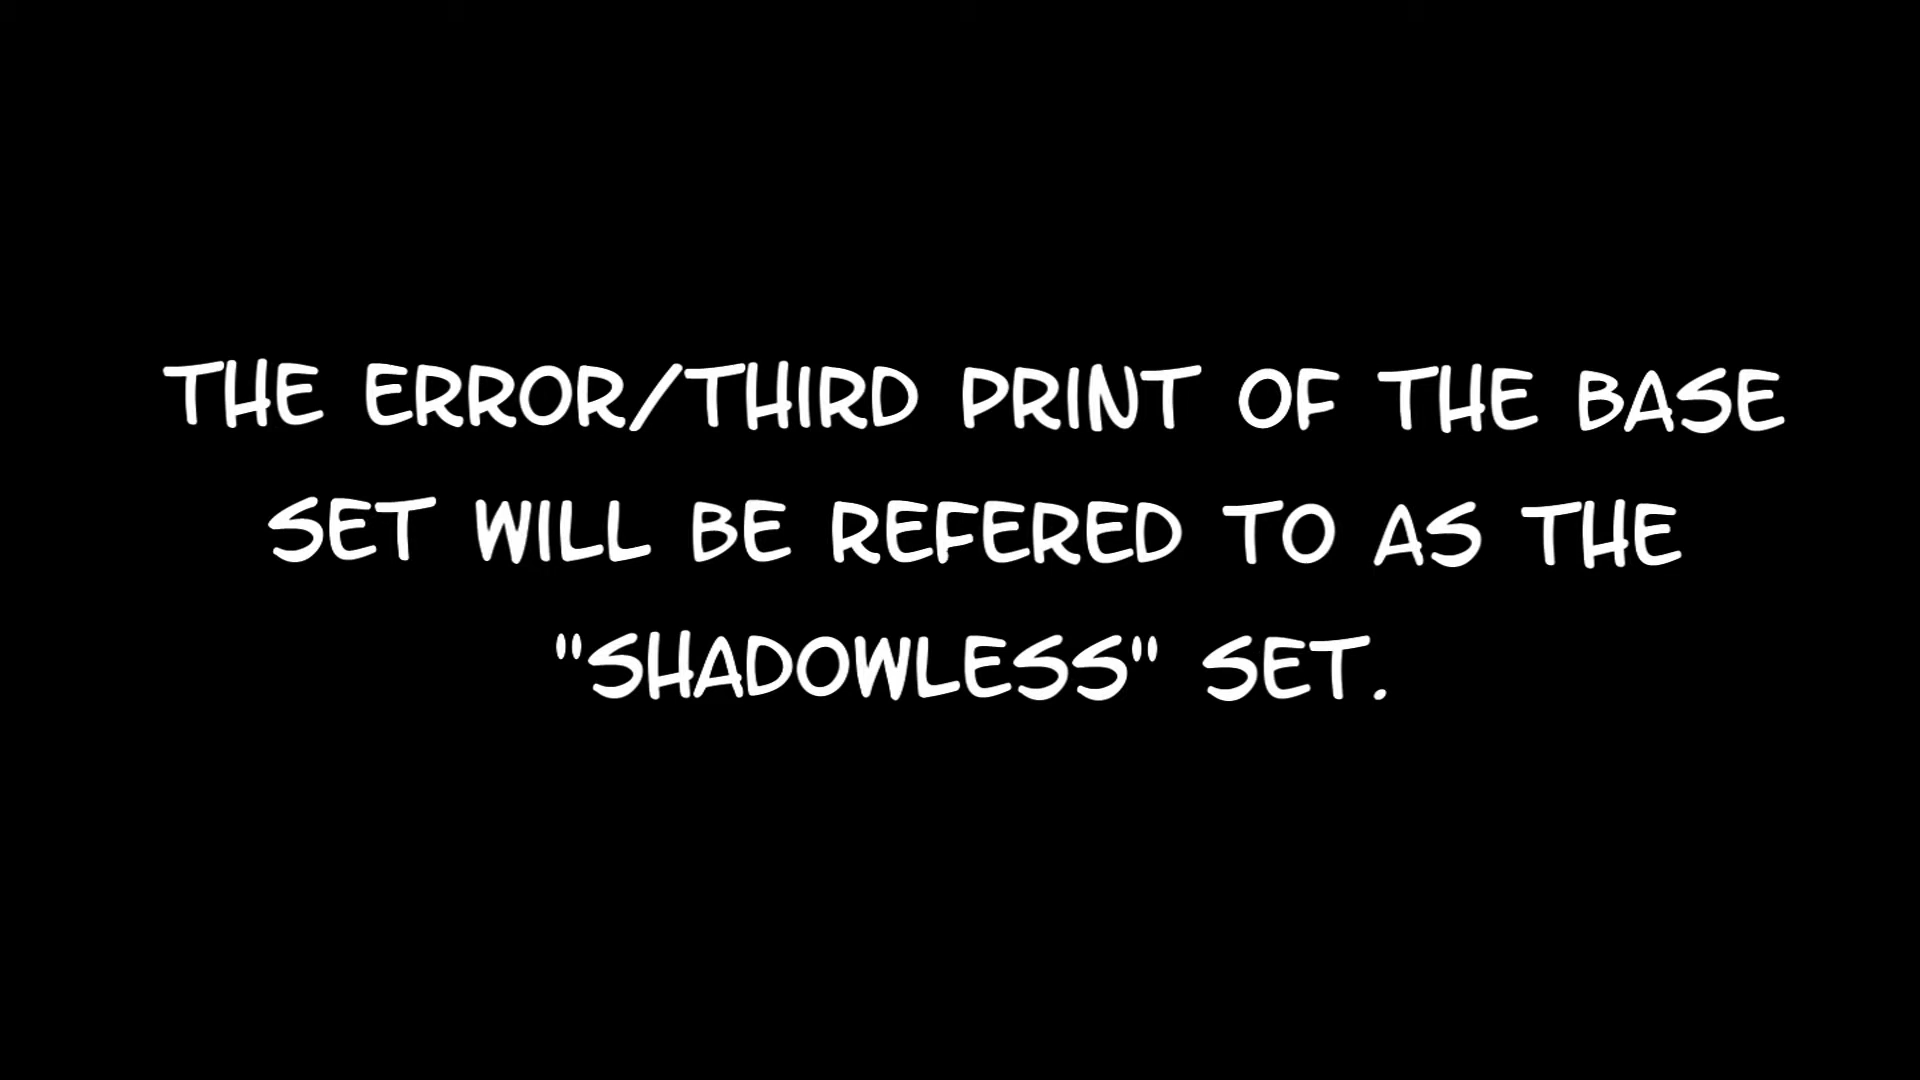 THE ERROR/THIRD PRINT OF THE BASE
SET WILL BE REFERED TO AS THE
"SHADOWLESS" SET.